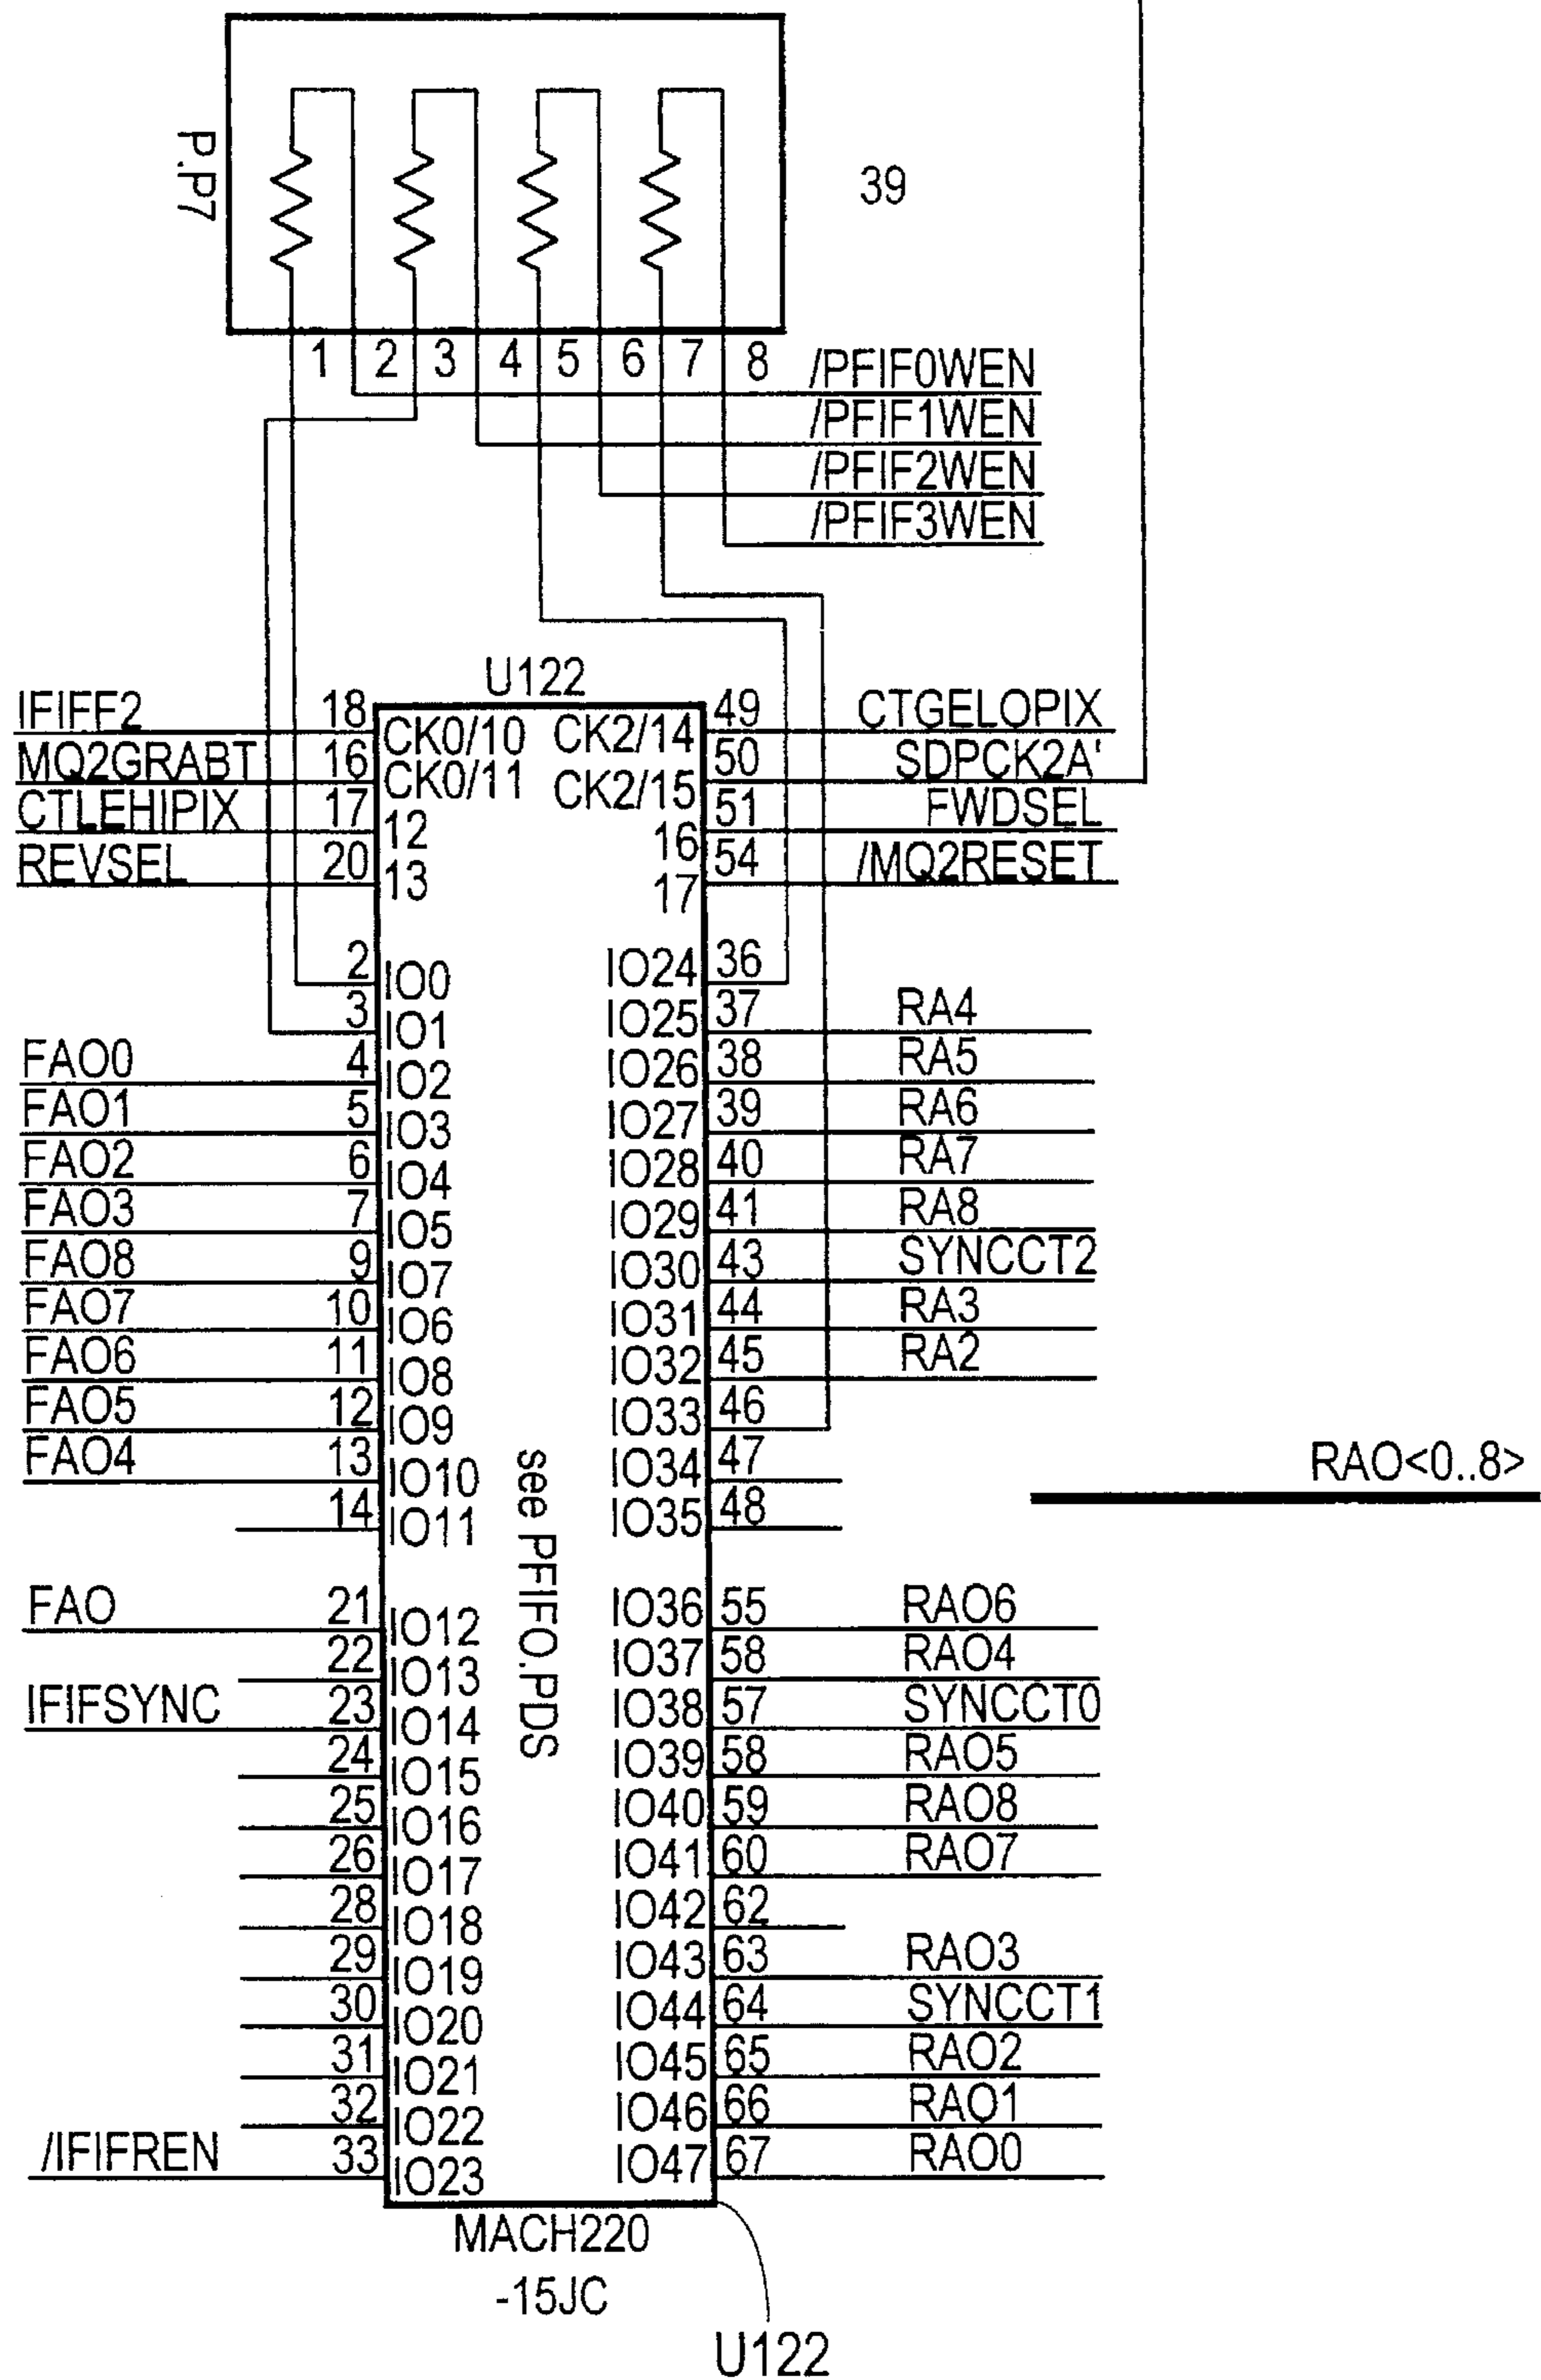 P.P7
39
1 2 3 4 5 6 7 8
/PFIF0WEN
/PFIF1WEN
/PFIF2WEN
/PFIF3WEN
U122
IFIFF2 18 CK0/10 CK2/14 49 CTGELOPIX
MQ2GRABT 16 CK0/11 CK2/15 50 SDPCK2A'
CTLEHIPIX 17 12 16 51 FWDSEL
REVSEL 20 13 17 54 /MQ2RESET
2 IO0 IO24 36
3 IO1 IO25 37 RA4
FAO0 4 IO2 IO26 38 RA5
FAO1 5 IO3 IO27 39 RA6
FAO2 6 IO4 IO28 40 RA7
FAO3 7 IO5 IO29 41 RA8
FAO8 9 IO7 IO30 43 SYNCCT2
FAO7 10 IO6 IO31 44 RA3
FAO6 11 IO8 IO32 45 RA2
FAO5 12 IO9 IO33 46
FAO4 13 IO10 IO34 47
14 IO11 IO35 48
RAO<0..8>
see PFIFO.PDS
FAO 21 IO12 IO36 55 RAO6
22 IO13 IO37 58 RAO4
IFIFSYNC 23 IO14 IO38 57 SYNCCT0
24 IO15 IO39 58 RAO5
25 IO16 IO40 59 RAO8
26 IO17 IO41 60 RAO7
28 IO18 IO42 62
29 IO19 IO43 63 RAO3
30 IO20 IO44 64 SYNCCT1
31 IO21 IO45 65 RAO2
32 IO22 IO46 66 RAO1
/IFIFREN 33 IO23 IO47 67 RAO0
MACH220
-15JC
U122